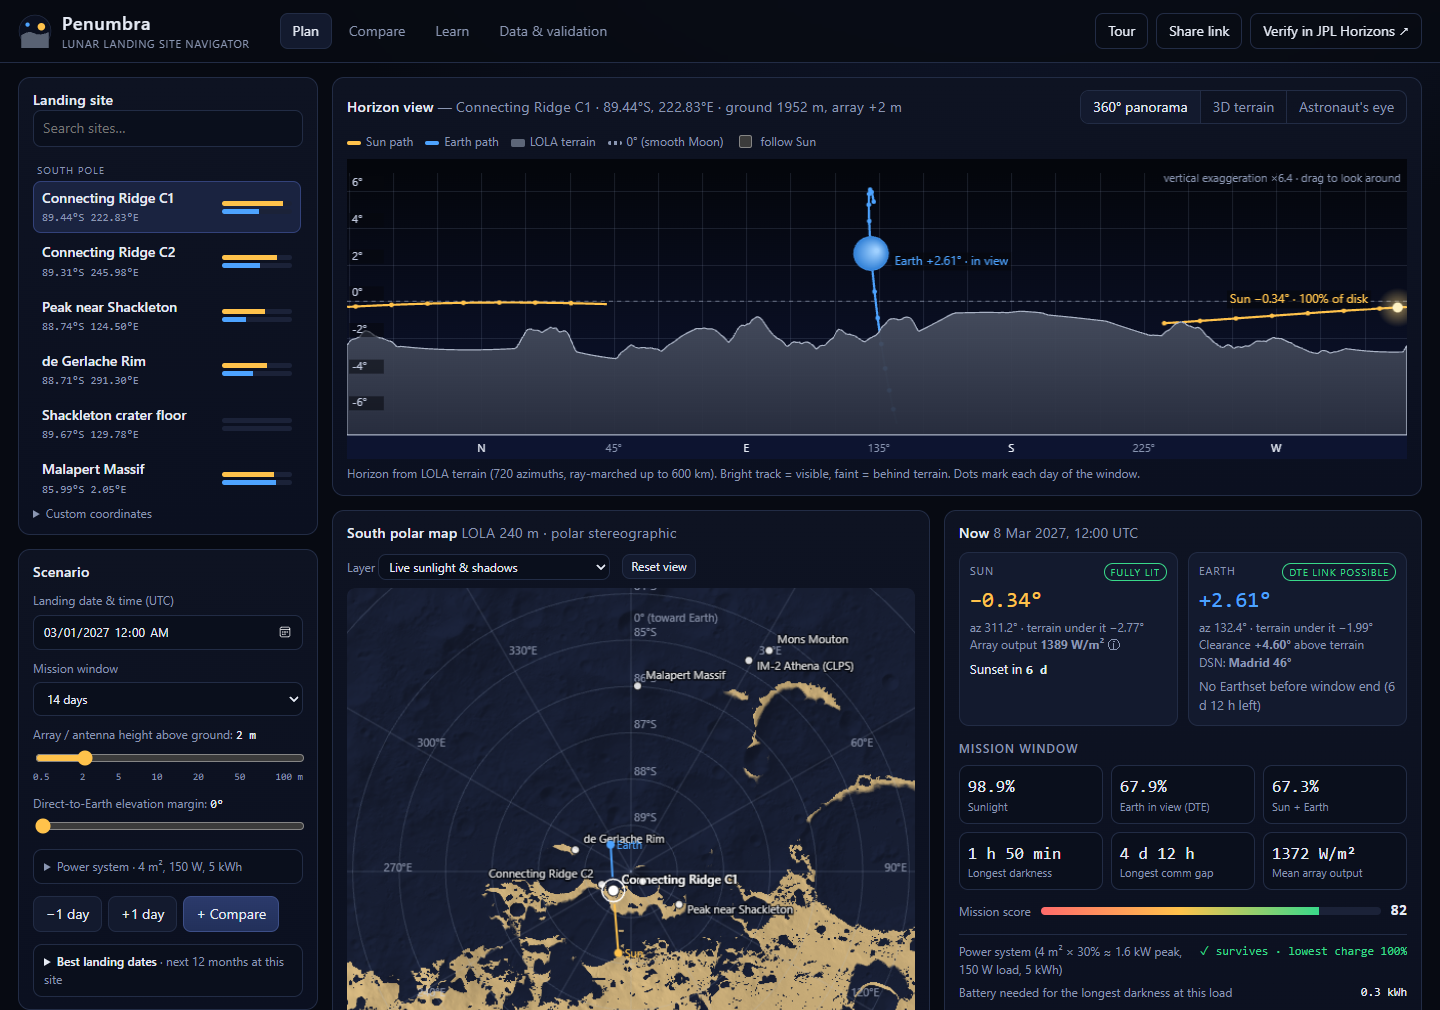 Penumbra
LUNAR LANDING SITE NAVIGATOR
Plan
Compare
Learn
Data & validation
Tour
Share link
Verify in JPL Horizons ↗
Landing site
Search sites...
SOUTH POLE
Connecting Ridge C1
89.44°S 222.83°E
Connecting Ridge C2
89.31°S 245.98°E
Peak near Shackleton
88.74°S 124.50°E
de Gerlache Rim
88.71°S 291.30°E
Shackleton crater floor
89.67°S 129.78°E
Malapert Massif
85.99°S 2.05°E
▶ Custom coordinates
Scenario
Landing date & time (UTC)
03/01/2027 12:00 AM
Mission window
14 days
Array / antenna height above ground: 2 m
0.5 2 5 10 20 50 100 m
Direct-to-Earth elevation margin: 0°
▶ Power system · 4 m², 150 W, 5 kWh
−1 day
+1 day
+ Compare
▶ Best landing dates · next 12 months at this
site
Horizon view — Connecting Ridge C1 · 89.44°S, 222.83°E · ground 1952 m, array +2 m
360° panorama
3D terrain
Astronaut's eye
Sun path
Earth path
LOLA terrain
0° (smooth Moon)
follow Sun
vertical exaggeration ×6.4 · drag to look around
6°
4°
2°
0°
-2°
-4°
-6°
Earth +2.61° · in view
Sun −0.34° · 100% of disk
N 45° E 135° S 225° W
Horizon from LOLA terrain (720 azimuths, ray-marched up to 600 km). Bright track = visible, faint = behind terrain. Dots mark each day of the window.
South polar map LOLA 240 m · polar stereographic
Layer
Live sunlight & shadows
Reset view
0° (toward Earth)
85°S
330°E
Mons Mouton
IM-2 Athena (CLPS)
Malapert Massif
87°S
300°E
60°E
88°S
89°S
de Gerlache Rim
Earth
270°E
90°E
Connecting Ridge C2
Connecting Ridge C1
Peak near Shackleton
Sun
120°E
Now 8 Mar 2027, 12:00 UTC
SUN
FULLY LIT
−0.34°
az 311.2° · terrain under it −2.77°
Array output 1389 W/m² ⓘ
Sunset in 6 d
EARTH
DTE LINK POSSIBLE
+2.61°
az 132.4° · terrain under it −1.99°
Clearance +4.60° above terrain
DSN: Madrid 46°
No Earthset before window end (6
d 12 h left)
MISSION WINDOW
98.9%
Sunlight
67.9%
Earth in view (DTE)
67.3%
Sun + Earth
1 h 50 min
Longest darkness
4 d 12 h
Longest comm gap
1372 W/m²
Mean array output
Mission score
82
Power system (4 m² × 30% ≈ 1.6 kW peak,
150 W load, 5 kWh)
✓ survives · lowest charge 100%
Battery needed for the longest darkness at this load
0.3 kWh